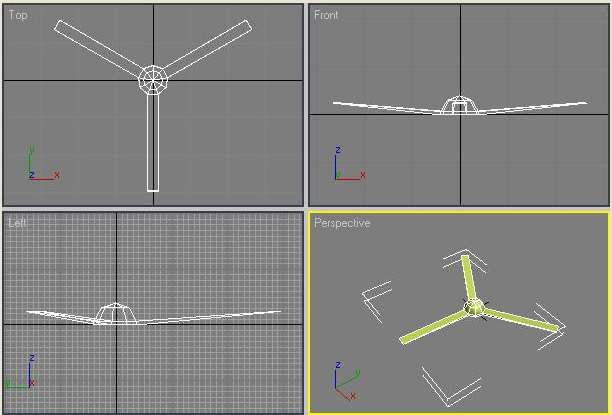 Top
Front
y
z x
z
y x
Left
Perspective
z
y x
z y
x